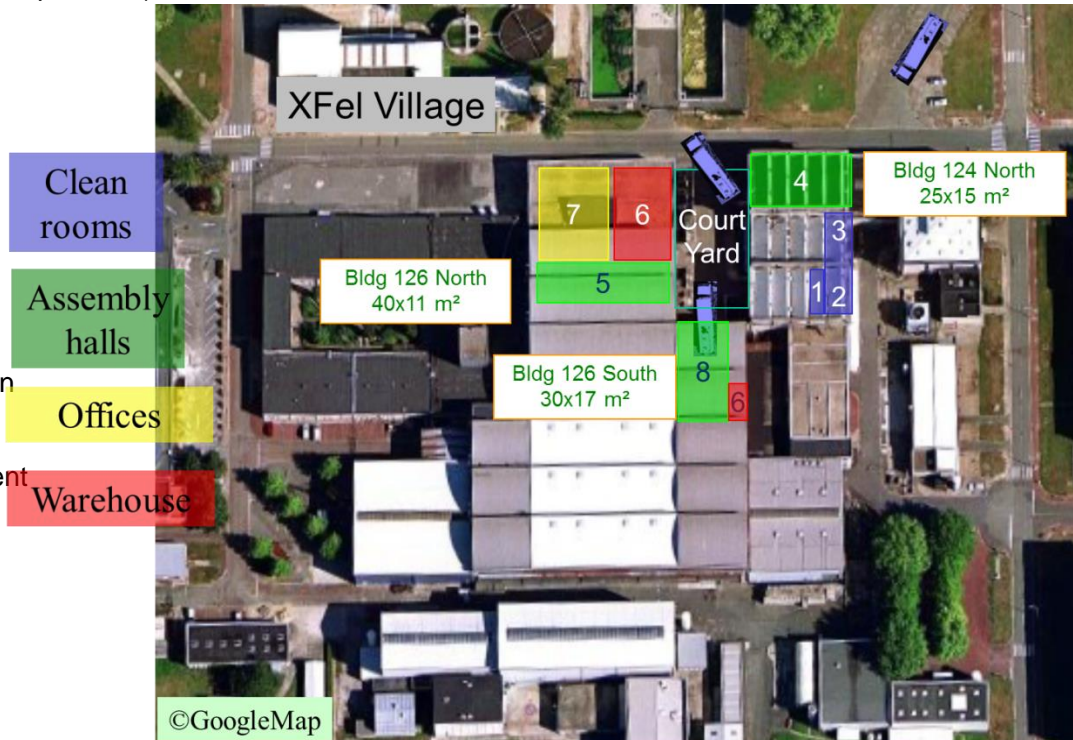 XFel Village
Clean
rooms
Assembly
halls
Offices
Warehouse
n
ent
7
6
Court
Yard
4
Bldg 124 North
25x15 m²
3
1
2
Bldg 126 North
40x11 m²
5
Bldg 126 South
30x17 m²
8
6
©GoogleMap